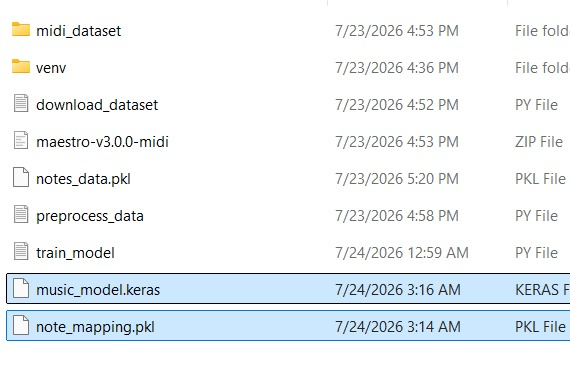 midi_dataset 7/23/2026 4:53 PM File fold
venv 7/23/2026 4:36 PM File fold
download_dataset 7/23/2026 4:52 PM PY File
maestro-v3.0.0-midi 7/23/2026 4:53 PM ZIP File
notes_data.pkl 7/23/2026 5:20 PM PKL File
preprocess_data 7/23/2026 4:58 PM PY File
train_model 7/24/2026 12:59 AM PY File
music_model.keras 7/24/2026 3:16 AM KERAS F
note_mapping.pkl 7/24/2026 3:14 AM PKL File